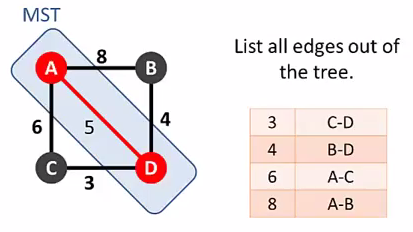 MST
A
8
B
List all edges out of
the tree.
6
5
4
C
3
D
3 C-D
4 B-D
6 A-C
8 A-B